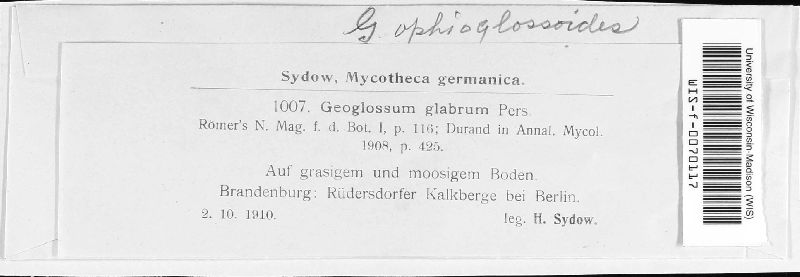 G. ophioglossoides
Sydow, Mycotheca germanica.
1007. Geoglossum glabrum Pers.
Römer's N. Mag. f. d. Bot. I, p. 116; Durand in Annal. Mycol.
1908, p. 425.
Auf grasigem und moosigem Boden.
Brandenburg: Rüdersdorfer Kalkberge bei Berlin.
2. 10. 1910. leg. H. Sydow.
University of Wisconsin-Madison (WIS)
WIS-f-0070117